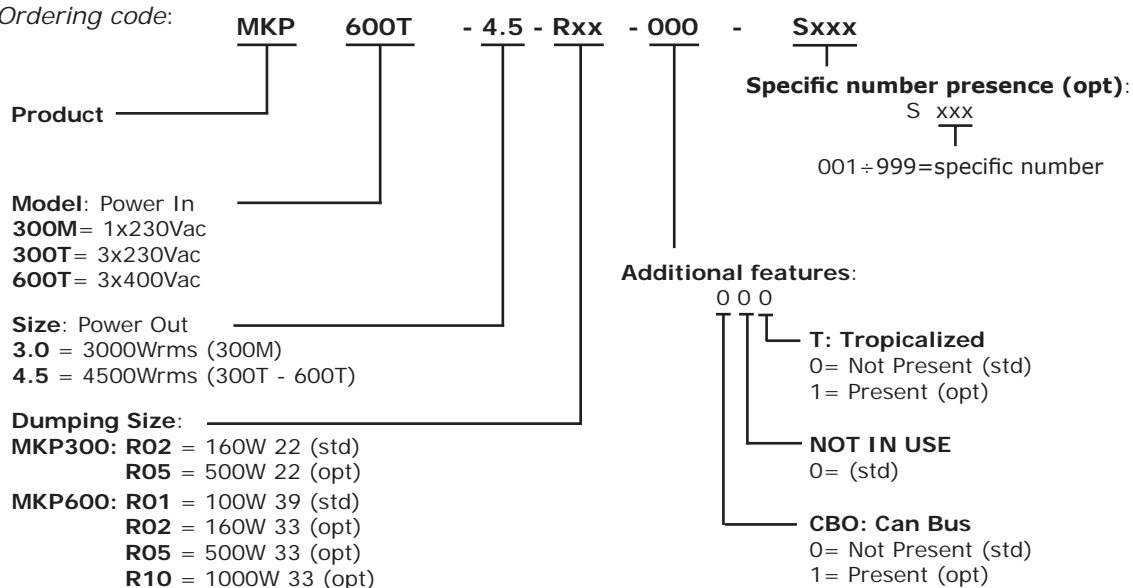 Ordering code:
MKP 600T - 4.5 - Rxx - 000 - Sxxx
Specific number presence (opt):
S xxx
001÷999=specific number
Product
Model: Power In
300M= 1x230Vac
300T= 3x230Vac
600T= 3x400Vac
Size: Power Out
3.0 = 3000Wrms (300M)
4.5 = 4500Wrms (300T - 600T)
Dumping Size:
MKP300: R02 = 160W 22 (std)
R05 = 500W 22 (opt)
MKP600: R01 = 100W 39 (std)
R02 = 160W 33 (opt)
R05 = 500W 33 (opt)
R10 = 1000W 33 (opt)
Additional features:
0 0 0
T: Tropicalized
0= Not Present (std)
1= Present (opt)
NOT IN USE
0= (std)
CBO: Can Bus
0= Not Present (std)
1= Present (opt)